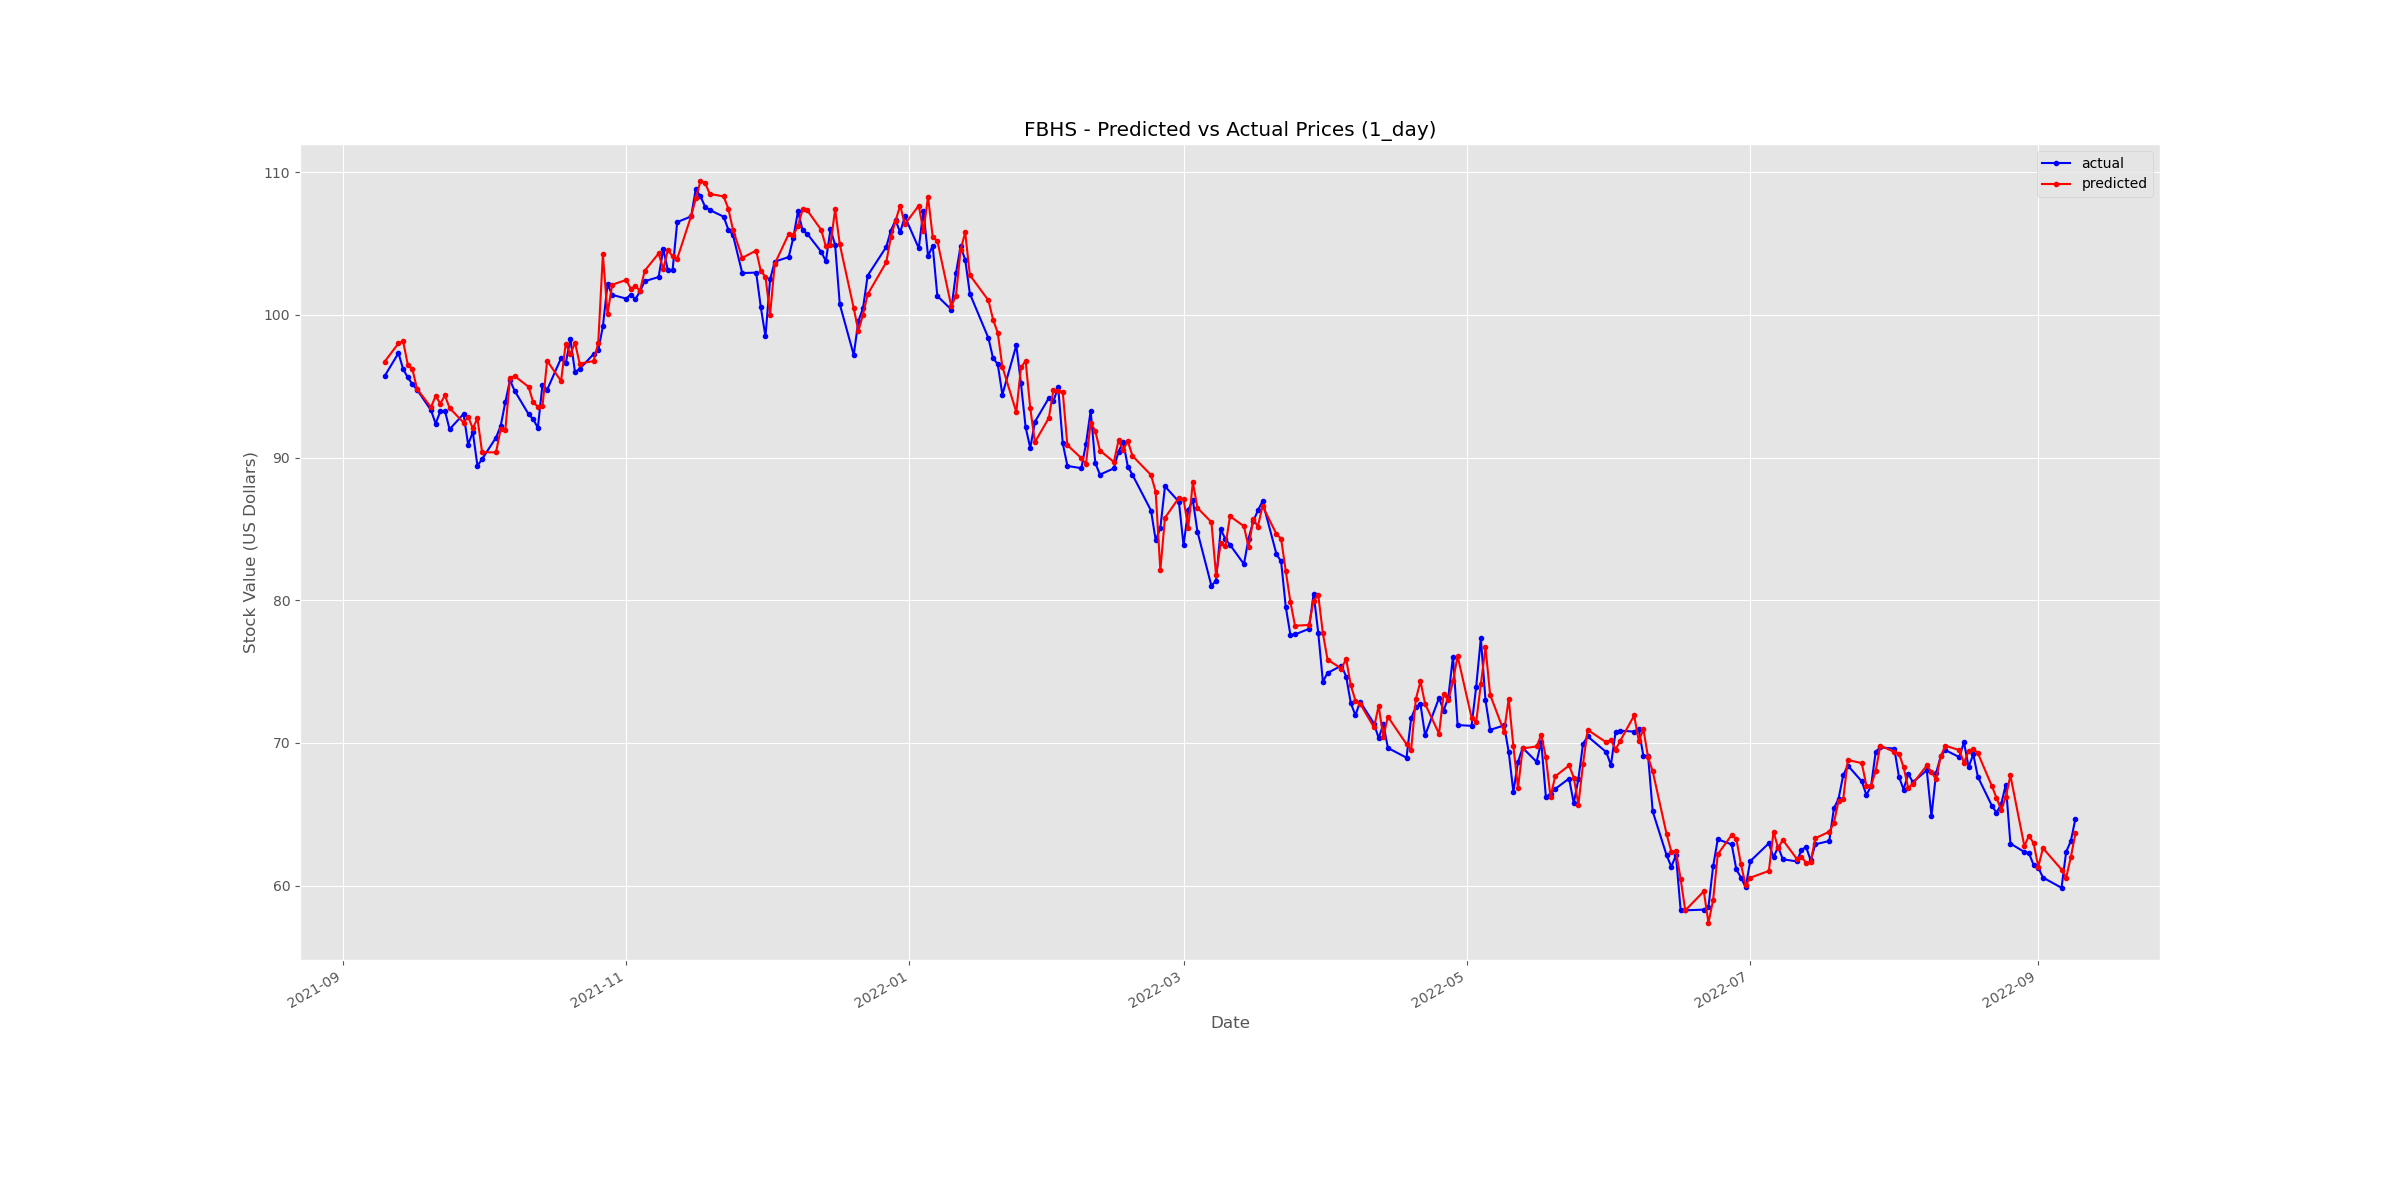 FBHS - Predicted vs Actual Prices (1_day)
actual
predicted
110
100
90
80
70
60
Stock Value (US Dollars)
2021-09
2021-11
2022-01
2022-03
2022-05
2022-07
2022-09
Date